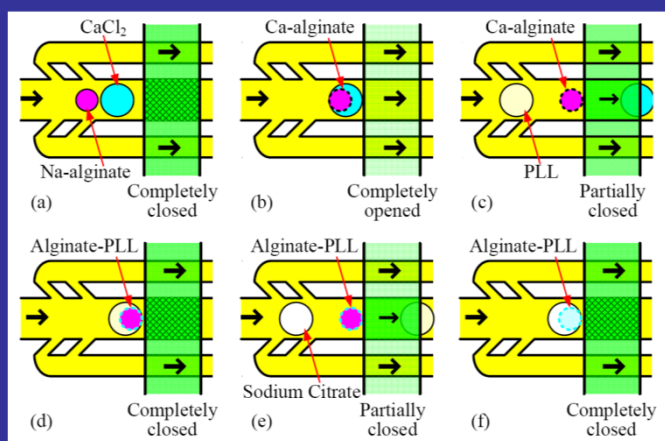 CaCl₂
Na-alginate
(a)
Completely
closed
Ca-alginate
(b)
Completely
opened
Ca-alginate
PLL
(c)
Partially
closed
Alginate-PLL
(d)
Completely
closed
Alginate-PLL
Sodium Citrate
(e)
Partially
closed
Alginate-PLL
(f)
Completely
closed